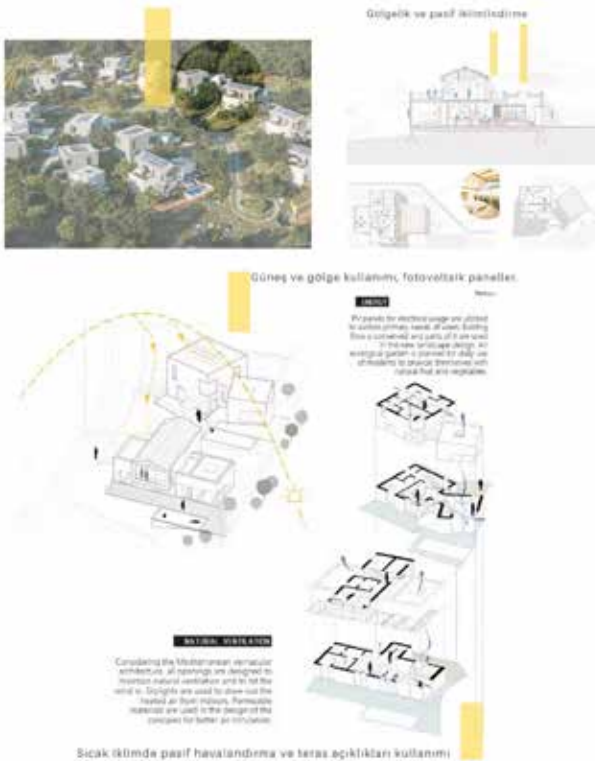 Gölgelik ve pasif iklimlendirme
Güneş ve gölge kullanımı, fotovoltaik paneller.
ENERGY
PV panels for electrical usage are utilized
to sustain primary needs of users. Building
flora is conserved and parts of it are used
in the new landscape design. An
ecological garden is planned for daily use
of residents to provide themselves with
natural fruit and vegetables.
NATURAL VENTILATION
Considering the Mediterranean vernacular
architecture, all openings are designed to
maintain natural ventilation and to let the
wind in. Skylights are used to draw out the
heated air from indoors. Permeable
materials are used in the design of the
canopies for better air circulation.
Sıcak iklimde pasif havalandırma ve teras açıklıkları kullanımı